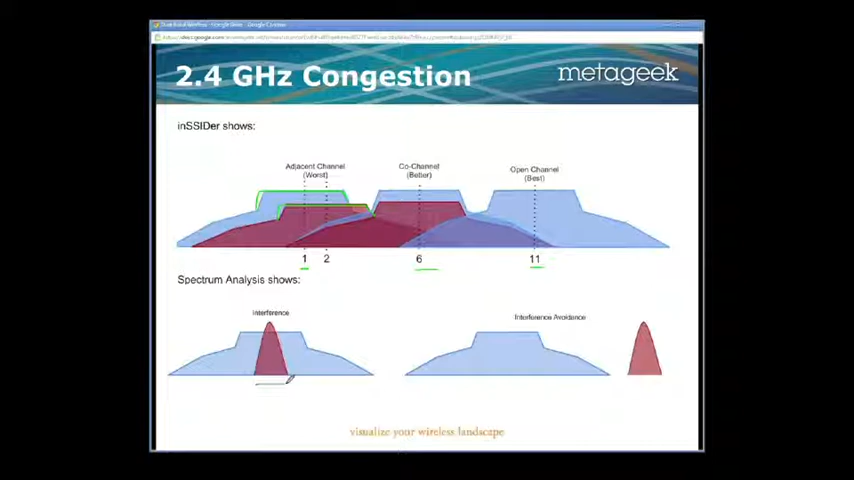 2.4 GHz Congestion
metageek
inSSIDer shows:
Adjacent Channel
(Worst)
Co-Channel
(Better)
Open Channel
(Best)
1 2 6 11
Spectrum Analysis shows:
Interference
Interference Avoidance
visualize your wireless landscape